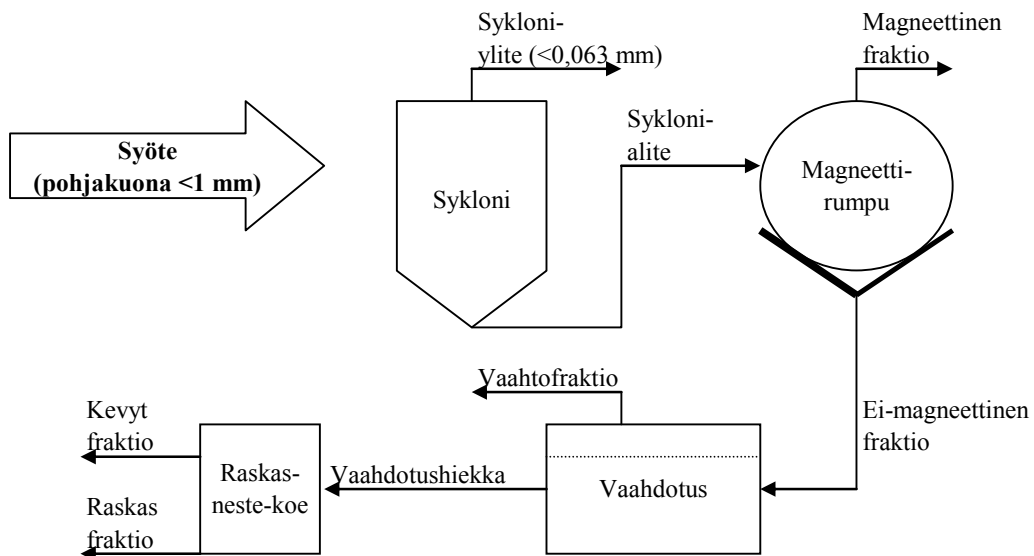 Sykloni-
ylite (<0,063 mm)
Magneettinen
fraktio
Syöte
(pohjakuona <1 mm)
Sykloni
Sykloni-
alite
Magneetti-
rumpu
Vaahtofraktio
Ei-magneettinen
fraktio
Kevyt
fraktio
Raskas-
neste-koe
Vaahdotushiekka
Vaahdotus
Raskas
fraktio